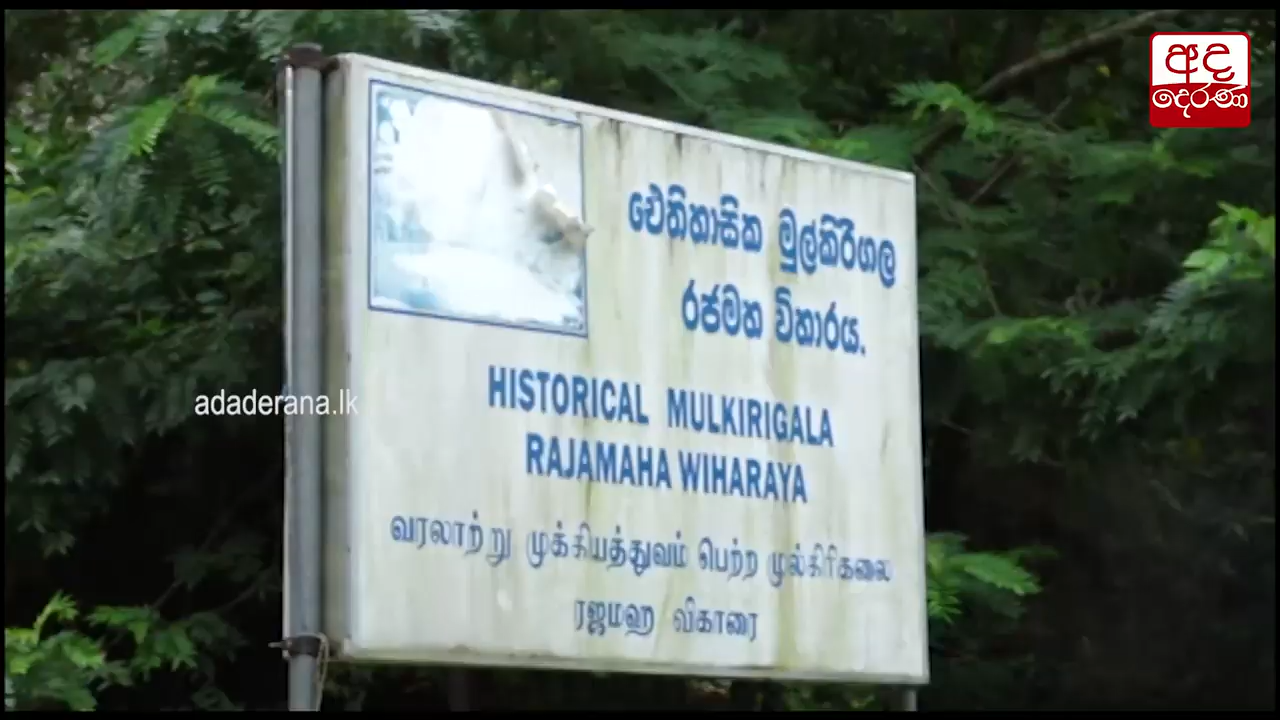 අද
දෙරණ
ඓතිහාසික මුල්කිරිගල
රජමහ විහාරය.
HISTORICAL MULKIRIGALA
RAJAMAHA WIHARAYA
வரலாற்று முக்கியத்துவம் பெற்ற முல்கிரிகலை
ரஜமஹ விகாரை
adaderana.lk